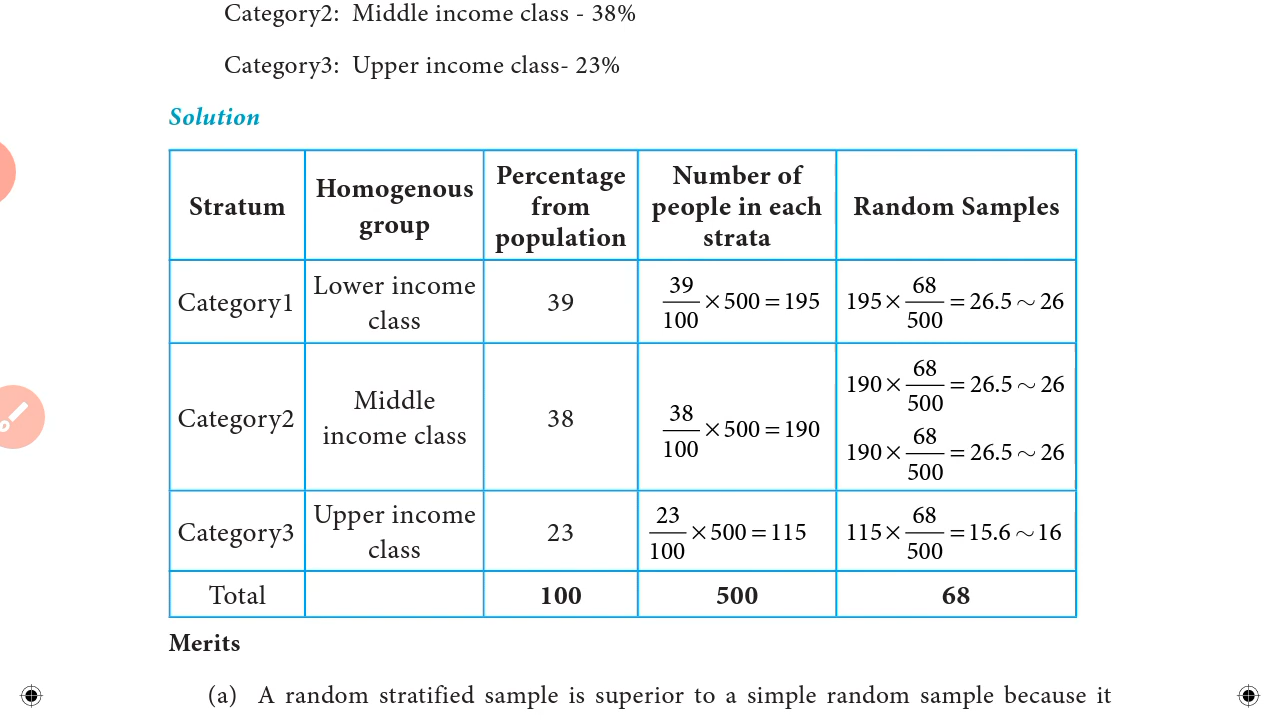 Category2: Middle income class - 38%
Category3: Upper income class- 23%
Solution
Stratum | Homogenous group | Percentage from population | Number of people in each strata | Random Samples
Category1 | Lower income class | 39 | 39/100 × 500 = 195 | 195 × 68/500 = 26.5 ~ 26
Category2 | Middle income class | 38 | 38/100 × 500 = 190 | 190 × 68/500 = 26.5 ~ 26
190 × 68/500 = 26.5 ~ 26
Category3 | Upper income class | 23 | 23/100 × 500 = 115 | 115 × 68/500 = 15.6 ~ 16
Total | | 100 | 500 | 68
Merits
(a) A random stratified sample is superior to a simple random sample because it